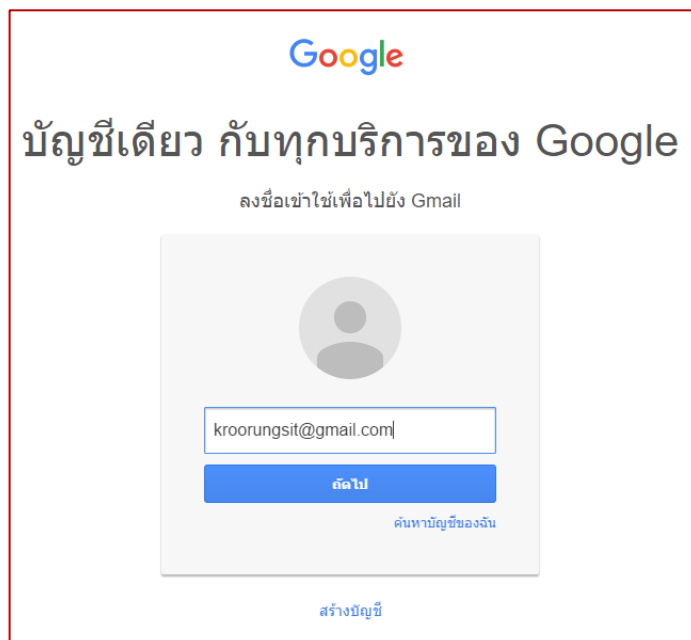 Google
บัญชีเดียว กับทุกบริการของ Google
ลงชื่อเข้าใช้เพื่อไปยัง Gmail
kroorungsit@gmail.com
ถัดไป
ค้นหาบัญชีของฉัน
สร้างบัญชี